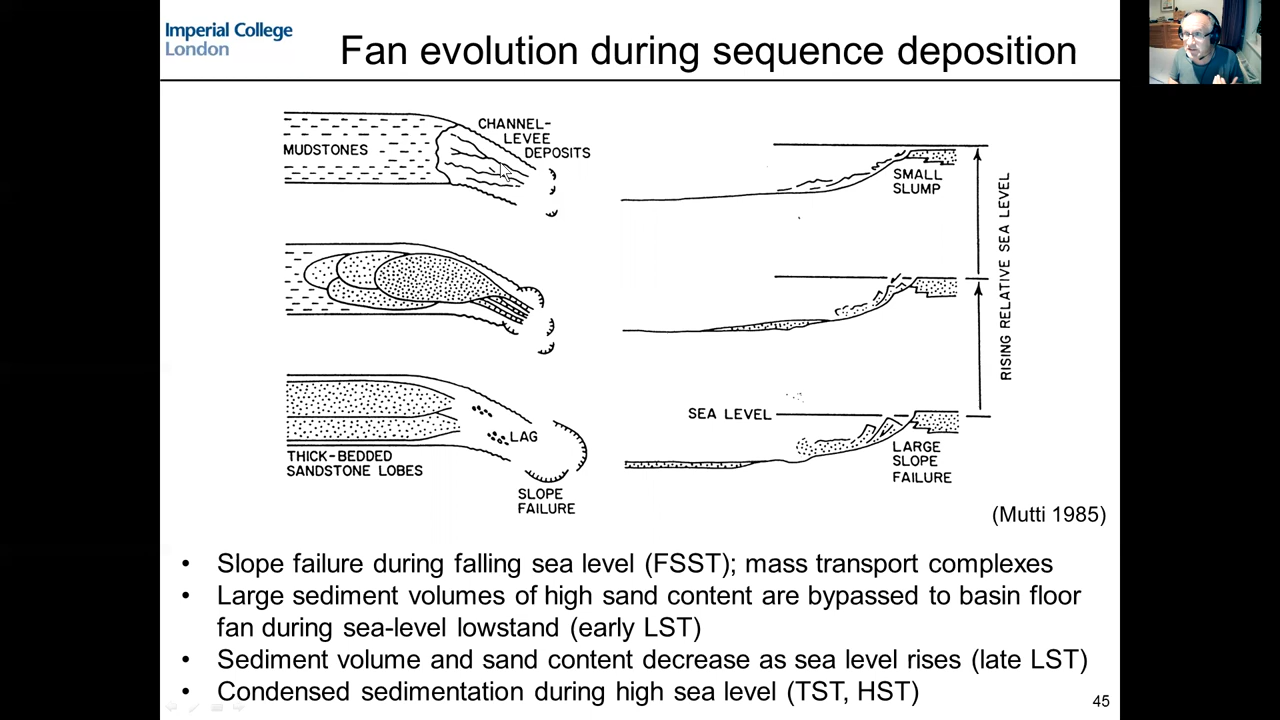 Imperial College
London
Fan evolution during sequence deposition
CHANNEL-
LEVEE
DEPOSITS
MUDSTONES
SMALL
SLUMP
RISING RELATIVE SEA LEVEL
SEA LEVEL
LAG
LARGE
SLOPE
FAILURE
THICK-BEDDED
SANDSTONE LOBES
SLOPE
FAILURE
(Mutti 1985)
• Slope failure during falling sea level (FSST); mass transport complexes
• Large sediment volumes of high sand content are bypassed to basin floor
fan during sea-level lowstand (early LST)
• Sediment volume and sand content decrease as sea level rises (late LST)
• Condensed sedimentation during high sea level (TST, HST)
45